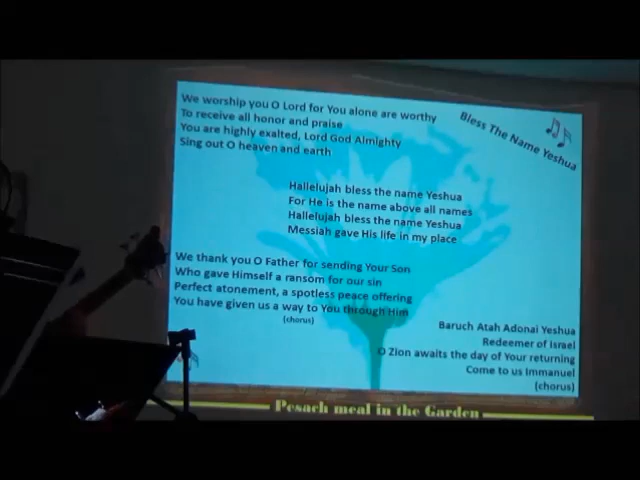 We worship you O Lord for You alone are worthy
To receive all honor and praise
You are highly exalted, Lord God Almighty
Sing out O heaven and earth
Bless The Name Yeshua
Hallelujah bless the name Yeshua
For He is the name above all names
Hallelujah bless the name Yeshua
Messiah gave His life in my place
We thank you O Father for sending Your Son
Who gave Himself a ransom for our sin
Perfect atonement, a spotless peace offering
You have given us a way to You through Him
(chorus)
Baruch Atah Adonai Yeshua
Redeemer of Israel
O Zion awaits the day of Your returning
Come to us Immanuel
(chorus)
Pesach meal in the Garden